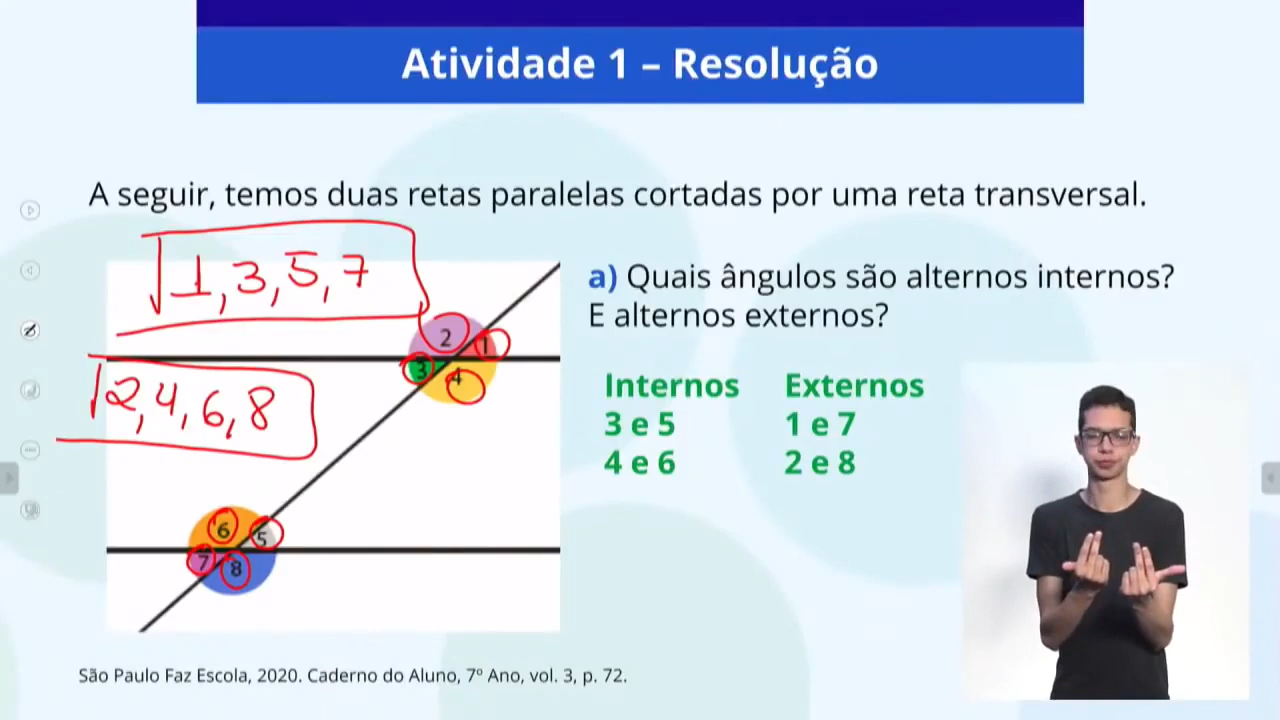 Atividade 1 – Resolução
A seguir, temos duas retas paralelas cortadas por uma reta transversal.
1, 3, 5, 7
2, 4, 6, 8
2
1
3
4
6
5
7
8
a) Quais ângulos são alternos internos?
E alternos externos?
Internos Externos
3 e 5 1 e 7
4 e 6 2 e 8
São Paulo Faz Escola, 2020. Caderno do Aluno, 7º Ano, vol. 3, p. 72.